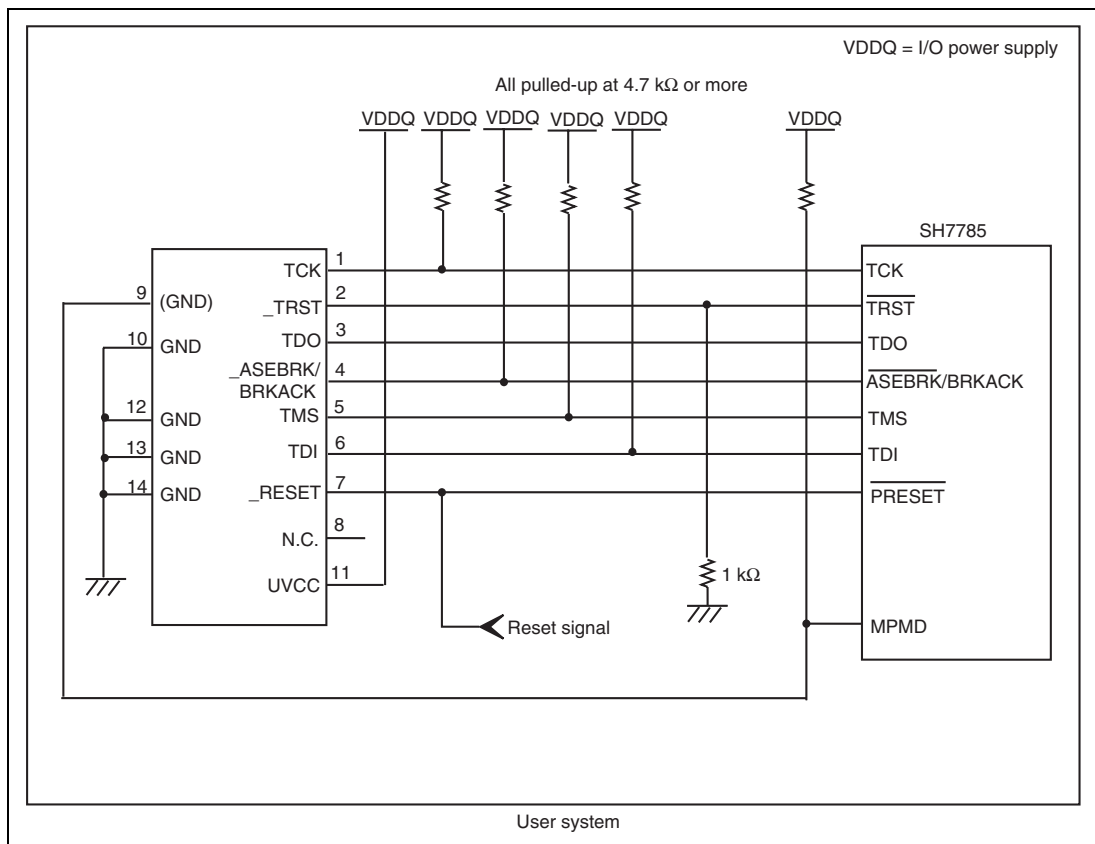 VDDQ = I/O power supply
All pulled-up at 4.7 kΩ or more
VDDQ VDDQ VDDQ VDDQ VDDQ VDDQ
SH7785
TCK 1 TCK
9 (GND)
_TRST 2 TRST
TDO 3 TDO
10 GND
_ASEBRK/
BRKACK
4 ASEBRK/BRKACK
12 GND
TMS 5 TMS
13 GND
TDI 6 TDI
14 GND
_RESET 7 PRESET
N.C. 8
UVCC 11
1 kΩ
Reset signal
MPMD
User system